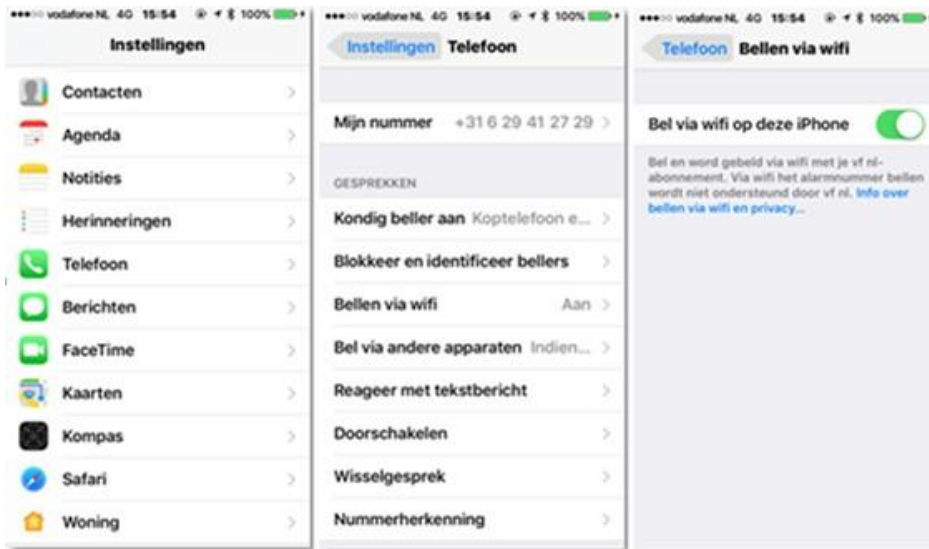 vodafone NL 4G 15:54 100%
Instellingen
Contacten
Agenda
Notities
Herinneringen
Telefoon
Berichten
FaceTime
Kaarten
Kompas
Safari
Woning
vodafone NL 4G 15:54 100%
Instellingen Telefoon
Mijn nummer +31 6 29 41 27 29
GESPREKKEN
Kondig beller aan Koptelefoon e...
Blokkeer en identificeer bellers
Bellen via wifi Aan
Bel via andere apparaten Indien...
Reageer met tekstbericht
Doorschakelen
Wisselgesprek
Nummerherkenning
vodafone NL 4G 15:54 100%
Telefoon Bellen via wifi
Bel via wifi op deze iPhone
Bel en word gebeld via wifi met je vf nl-
abonnement. Via wifi het alarmnummer bellen
wordt niet ondersteund door vf nl. Info over
bellen via wifi en privacy...